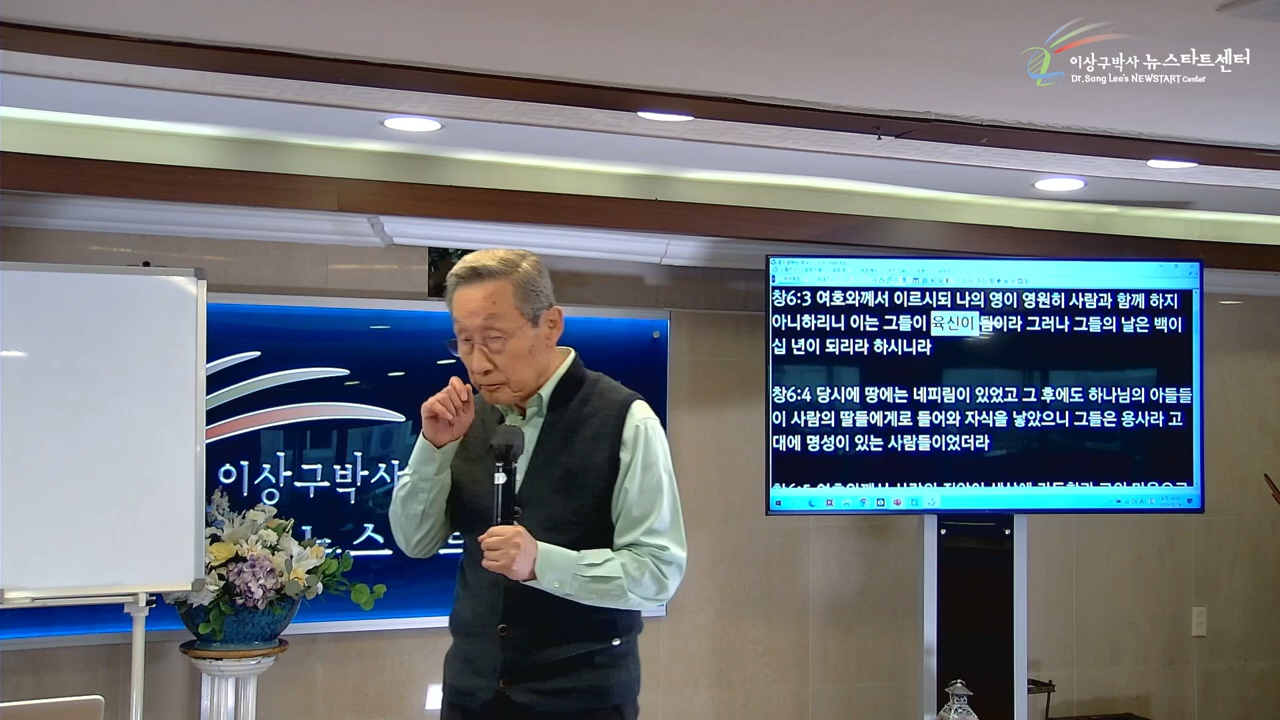 이상구박사 뉴스타트센터
Dr. Sang Lee's NEWSTART Center
창6:3 여호와께서 이르시되 나의 영이 영원히 사람과 함께 하지
아니하리니 이는 그들이 육신이 됨이라 그러나 그들의 날은 백이
십 년이 되리라 하시니라
창6:4 당시에 땅에는 네피림이 있었고 그 후에도 하나님의 아들들
이 사람의 딸들에게로 들어와 자식을 낳았으니 그들은 용사라 고
대에 명성이 있는 사람들이었더라
이상구박사
뉴스